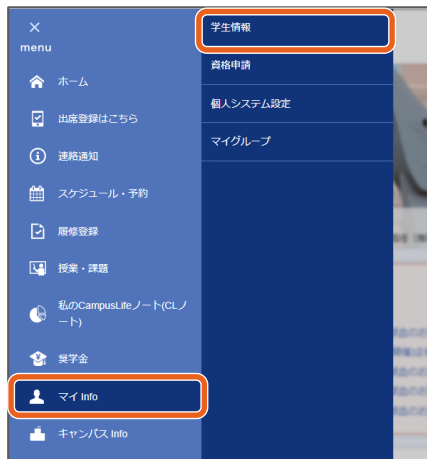 menu
ホーム
出席登録はこちら
連絡通知
スケジュール・予約
履修登録
授業・課題
私のCampusLifeノート(CLノ
ート)
奨学金
マイ Info
キャンパス Info
学生情報
資格申請
個人システム設定
マイグループ